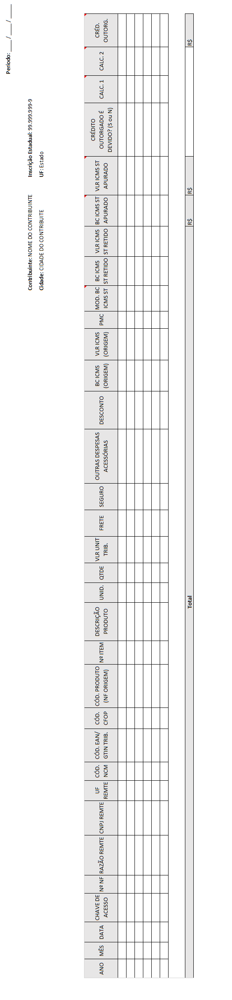 Período: ____ / ____ / ____
Contribuinte: NOME DO CONTRIBUINTE
Inscrição Estadual: 99.999.999-9
Cidade: CIDADE DO CONTRIBUITE
UF: Estado
ANO
MÊS
DATA
CHAVE DE
ACESSO
Nº NF
RAZÃO REMTE
CNPJ REMTE
UF
REMTE
CÓD.
NCM
CÓD. EAN/
GTIN TRIB.
CÓD.
CFOP
CÓD. PRODUTO
(NF ORIGEM)
Nº ITEM
DESCRIÇÃO
PRODUTO
UNID.
QTDE
VLR UNIT
TRIB.
FRETE
SEGURO
OUTRAS DESPESAS
ACESSÓRIAS
DESCONTO
BC ICMS
(ORIGEM)
VLR ICMS
(ORIGEM)
PMC
MOD. BC
ICMS ST
BC ICMS
ST RETIDO
VLR ICMS
ST RETIDO
BC ICMS ST
APURADO
VLR ICMS ST
APURADO
CRÉDITO
OUTORGADO É
DEVIDO? (S ou N)
CALC. 1
CALC. 2
CRÉD.
OUTORG.
Total
R$
R$
R$